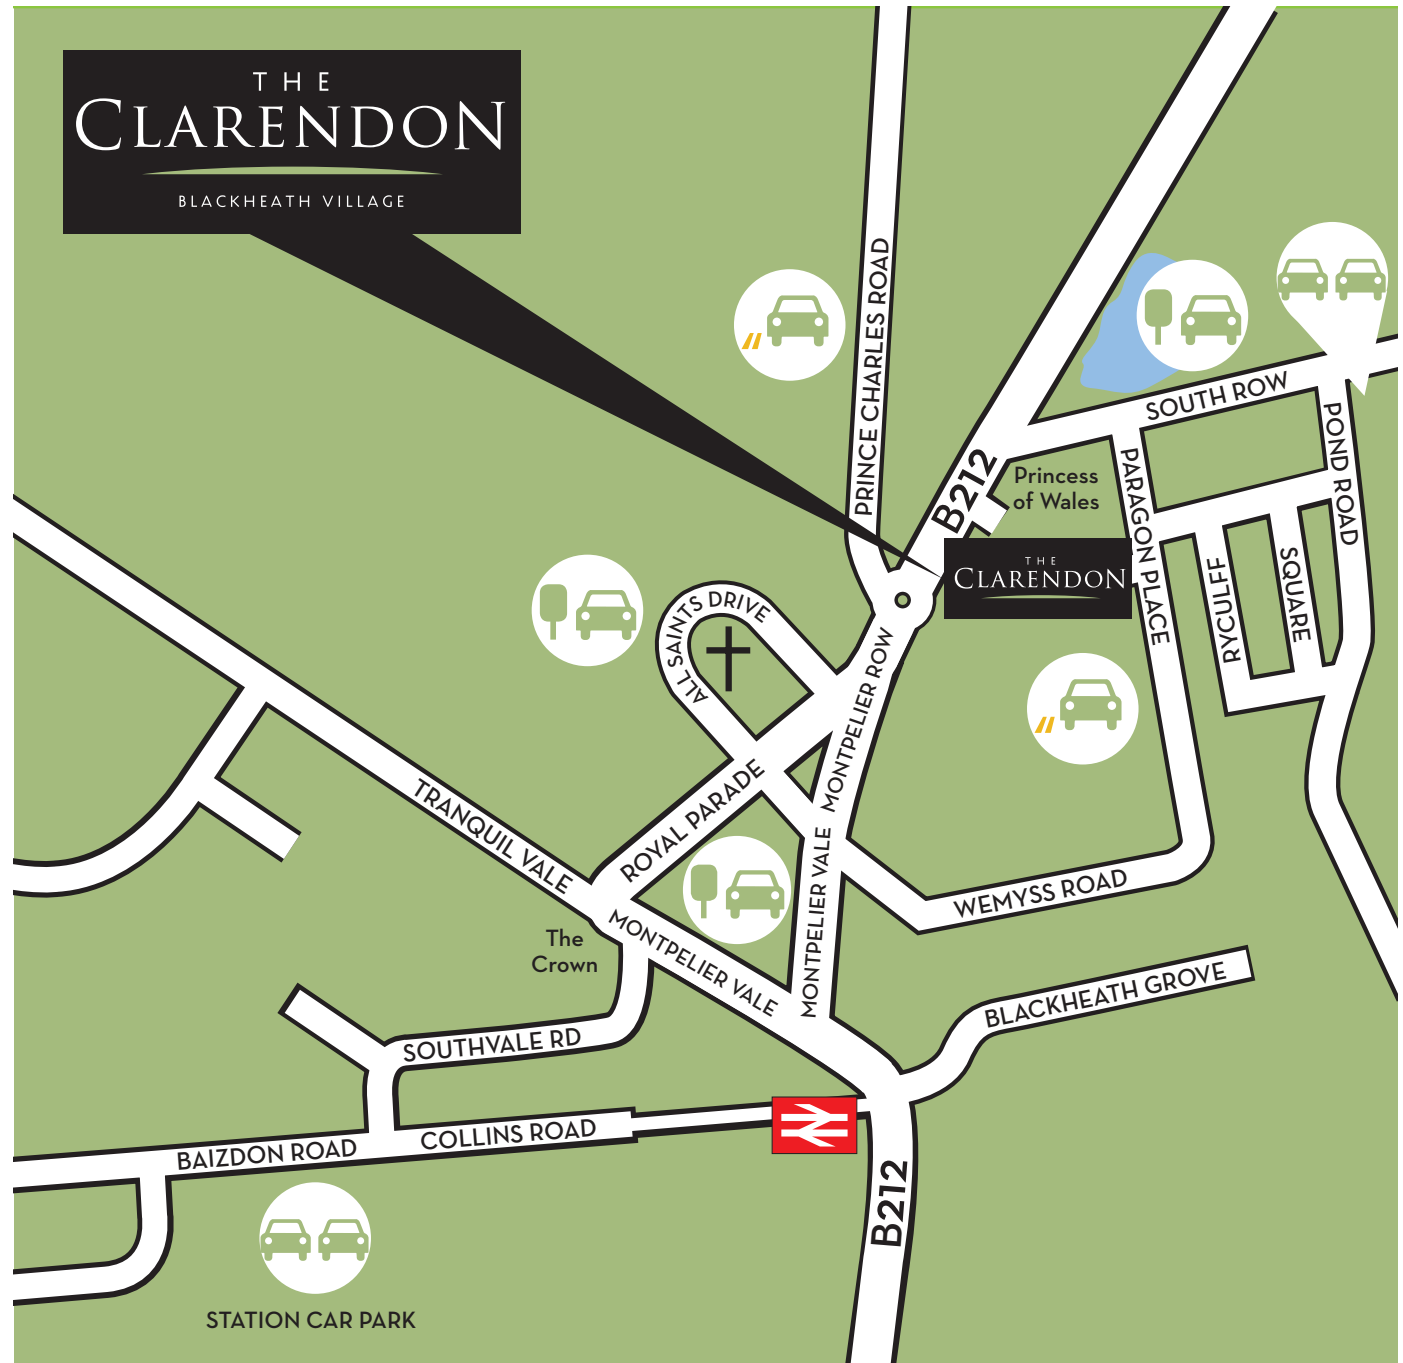 THE
CLARENDON
BLACKHEATH VILLAGE
PRINCE CHARLES ROAD
B212
SOUTH ROW
Princess
of Wales
POND ROAD
PARAGON PLACE
THE
CLARENDON
RYCULFF
SQUARE
ALL SAINTS DRIVE
MONTPELIER ROW
ROYAL PARADE
TRANQUIL VALE
MONTPELIER VALE
WEMYSS ROAD
The
Crown
MONTPELIER VALE
BLACKHEATH GROVE
SOUTHVALE RD
COLLINS ROAD
BAIZDON ROAD
B212
STATION CAR PARK